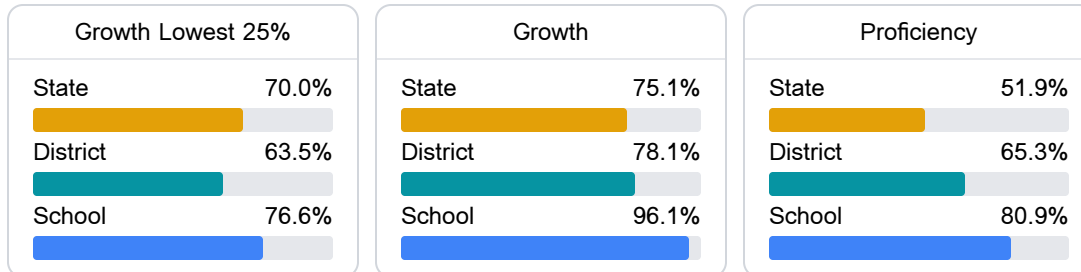 Growth Lowest 25%
State 70.0%
District 63.5%
School 76.6%
Growth
State 75.1%
District 78.1%
School 96.1%
Proficiency
State 51.9%
District 65.3%
School 80.9%